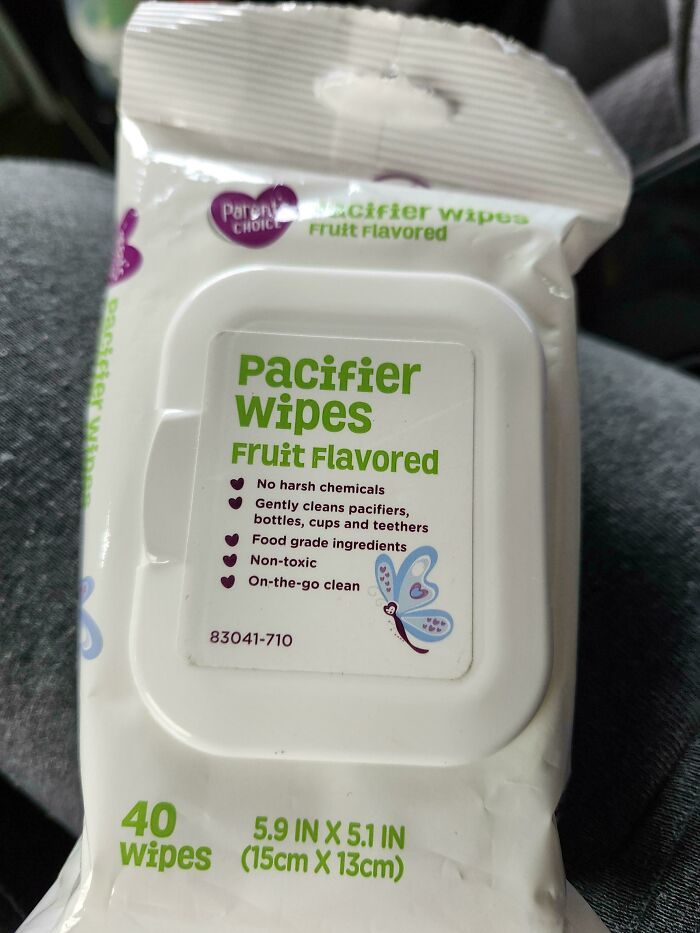 Parent's CHOICE
Pacifier Wipes
Fruit Flavored
Pacifier
Wipes
Fruit Flavored
No harsh chemicals
Gently cleans pacifiers,
bottles, cups and teethers
Food grade ingredients
Non-toxic
On-the-go clean
83041-710
40
Wipes
5.9 IN X 5.1 IN
(15cm X 13cm)
Pacifier Wipes